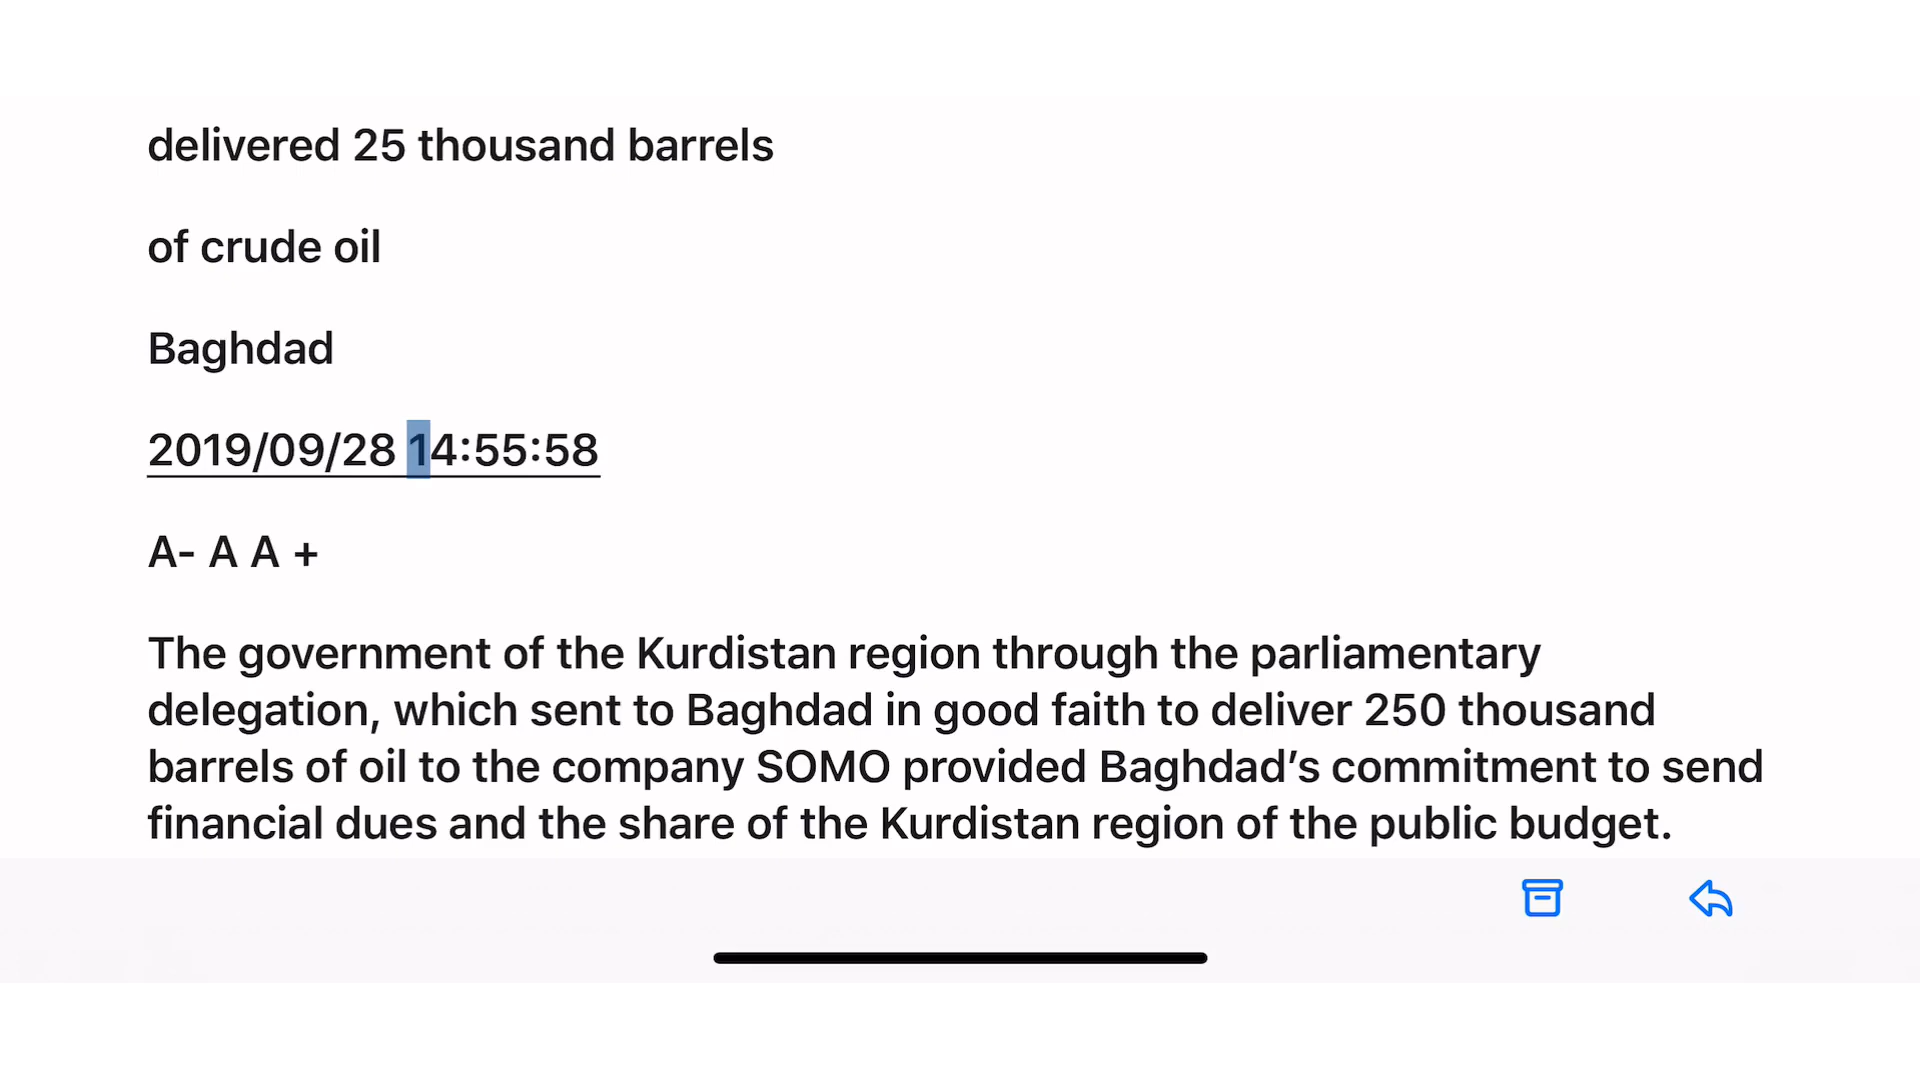 delivered 25 thousand barrels
of crude oil
Baghdad
2019/09/28 14:55:58
A- A A +
The government of the Kurdistan region through the parliamentary
delegation, which sent to Baghdad in good faith to deliver 250 thousand
barrels of oil to the company SOMO provided Baghdad’s commitment to send
financial dues and the share of the Kurdistan region of the public budget.